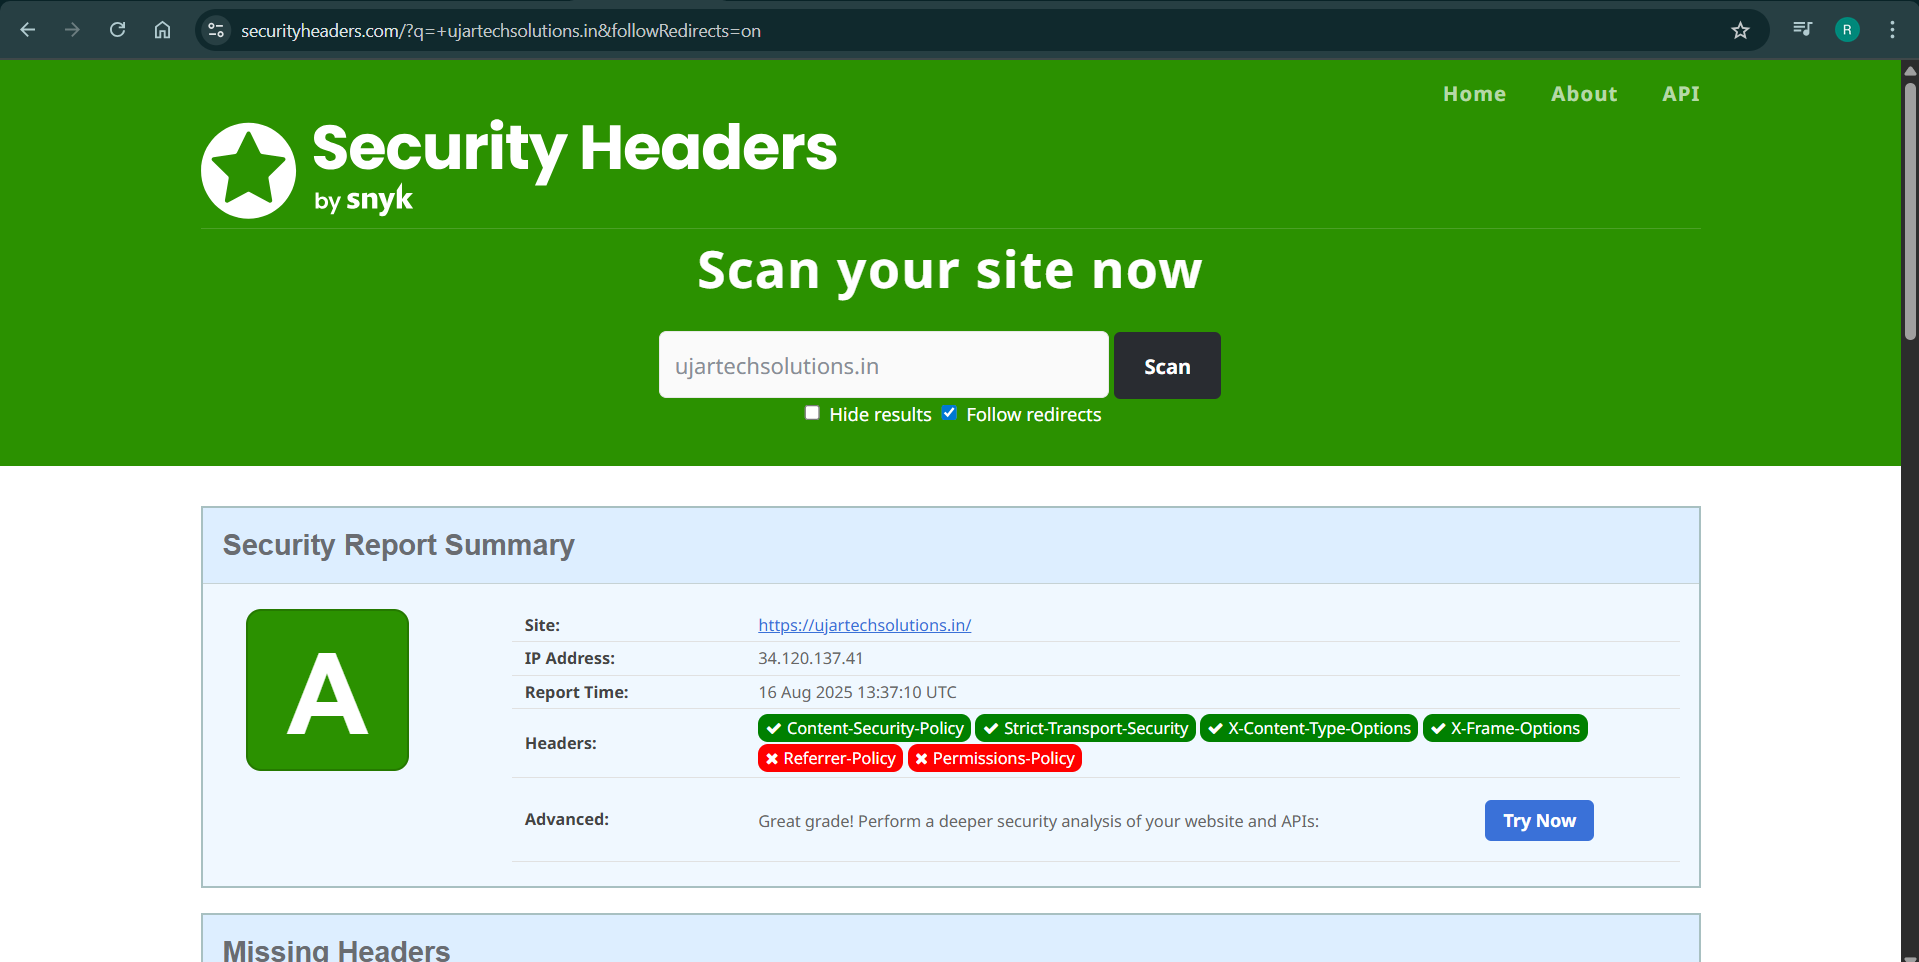 securityheaders.com/?q=+ujartechsolutions.in&followRedirects=on
R
Home About API
Security Headers
by snyk
Scan your site now
ujartechsolutions.in Scan
Hide results Follow redirects
Security Report Summary
A
Site: https://ujartechsolutions.in/
IP Address: 34.120.137.41
Report Time: 16 Aug 2025 13:37:10 UTC
Headers: Content-Security-Policy Strict-Transport-Security X-Content-Type-Options X-Frame-Options
Referrer-Policy Permissions-Policy
Advanced: Great grade! Perform a deeper security analysis of your website and APIs: Try Now
Missing Headers